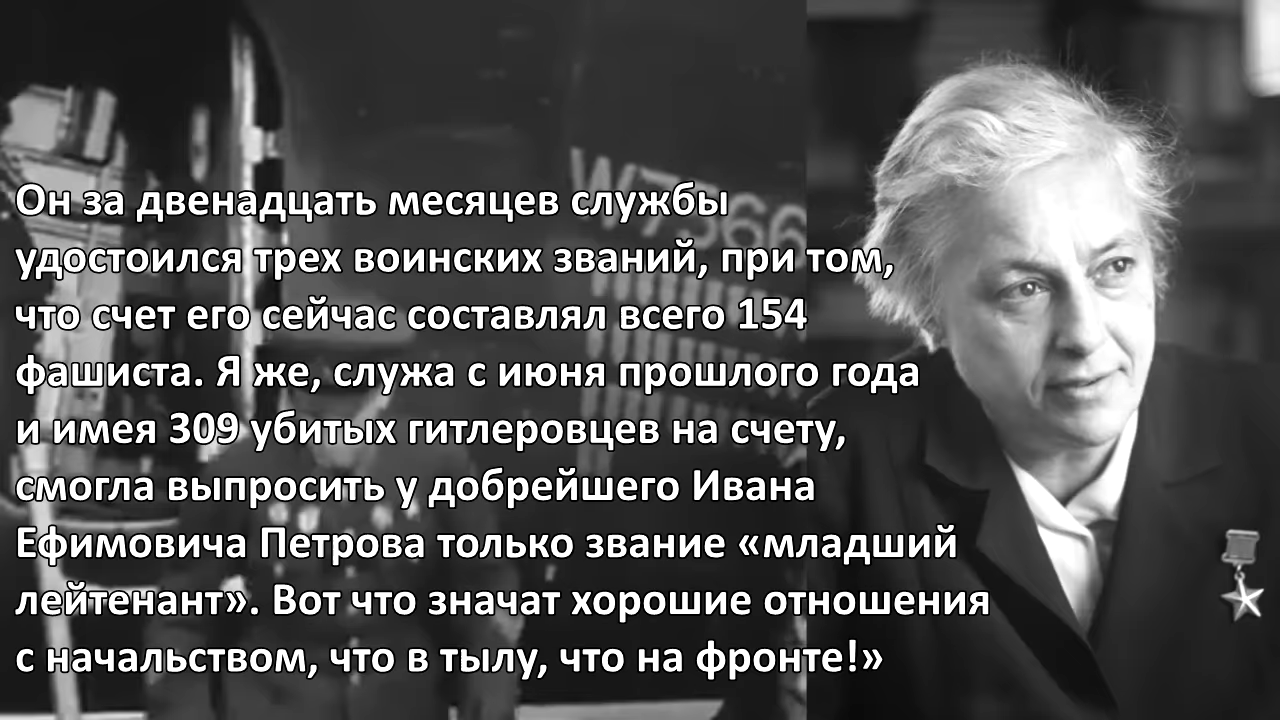 W7566
Он за двенадцать месяцев службы
удостоился трех воинских званий, при том,
что счет его сейчас составлял всего 154
фашиста. Я же, служа с июня прошлого года
и имея 309 убитых гитлеровцев на счету,
смогла выпросить у добрейшего Ивана
Ефимовича Петрова только звание «младший
лейтенант». Вот что значат хорошие отношения
с начальством, что в тылу, что на фронте!»